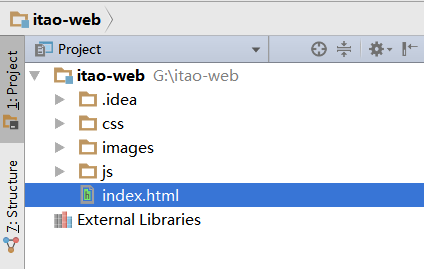 itao-web
Project
1: Project
7: Structure
itao-web G:\itao-web
.idea
css
images
js
index.html
External Libraries